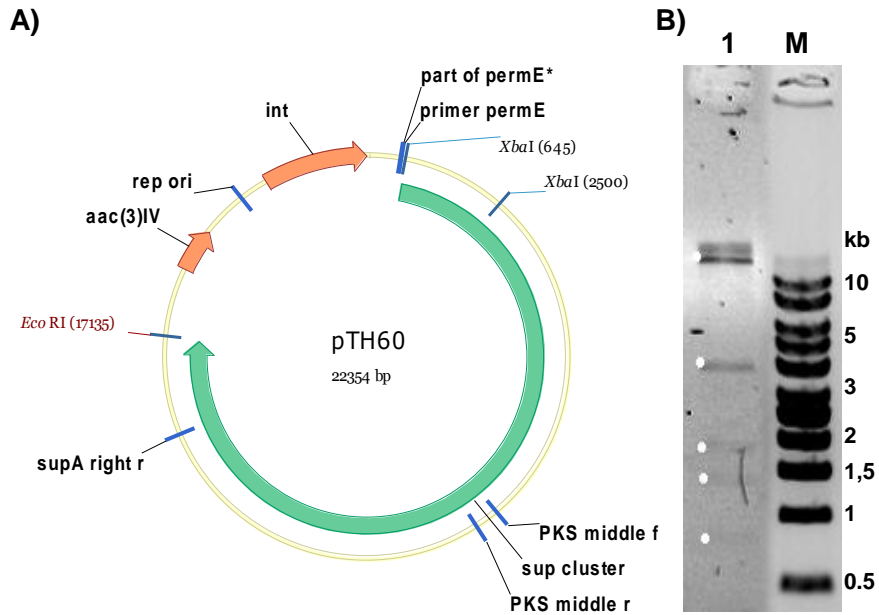 A)
B)
1 M
part of permE*
primer permE
int
XbaI (645)
rep ori
XbaI (2500)
aac(3)IV
kb
10
EcoRI (17135)
pTH60
5
22354 bp
3
supA right r
2
1,5
1
PKS middle f
sup cluster
0.5
PKS middle r